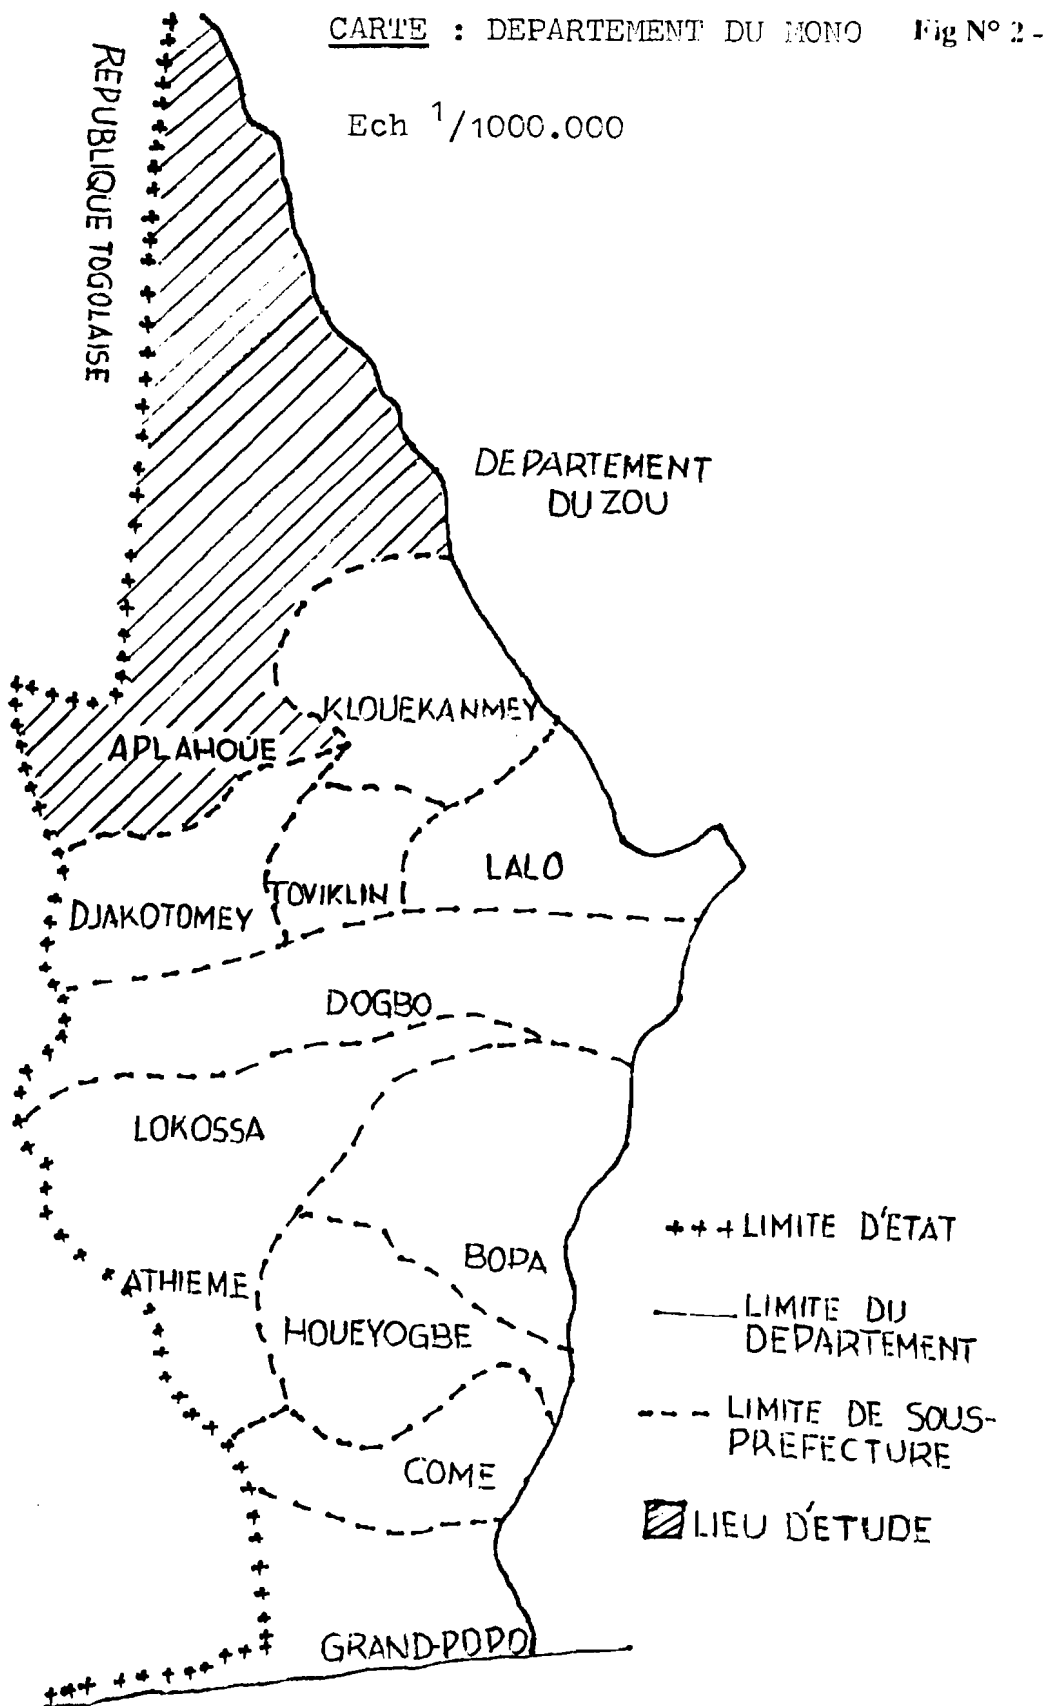 CARTE : DEPARTEMENT DU MONO Fig N° 2 -
Ech 1/1000.000
REPUBLIQUE TOGOLAISE
DEPARTEMENT
DU ZOU
KLOUEKANMEY
APLAHOUE
LALO
TOVIKLIN
DJAKOTOMEY
DOGBO
LOKOSSA
BOPA
ATHIEME
HOUEYOGBE
COME
GRAND-POPO
LIMITE D'ETAT
LIMITE DU
DEPARTEMENT
LIMITE DE SOUS-
PREFECTURE
LIEU D'ETUDE